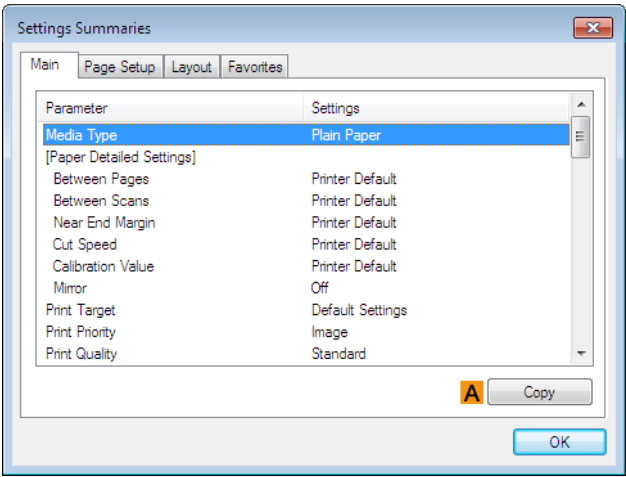 Settings Summaries
Main Page Setup Layout Favorites
Parameter Settings
Media Type Plain Paper
[Paper Detailed Settings]
Between Pages Printer Default
Between Scans Printer Default
Near End Margin Printer Default
Cut Speed Printer Default
Calibration Value Printer Default
Mirror Off
Print Target Default Settings
Print Priority Image
Print Quality Standard
A Copy
OK